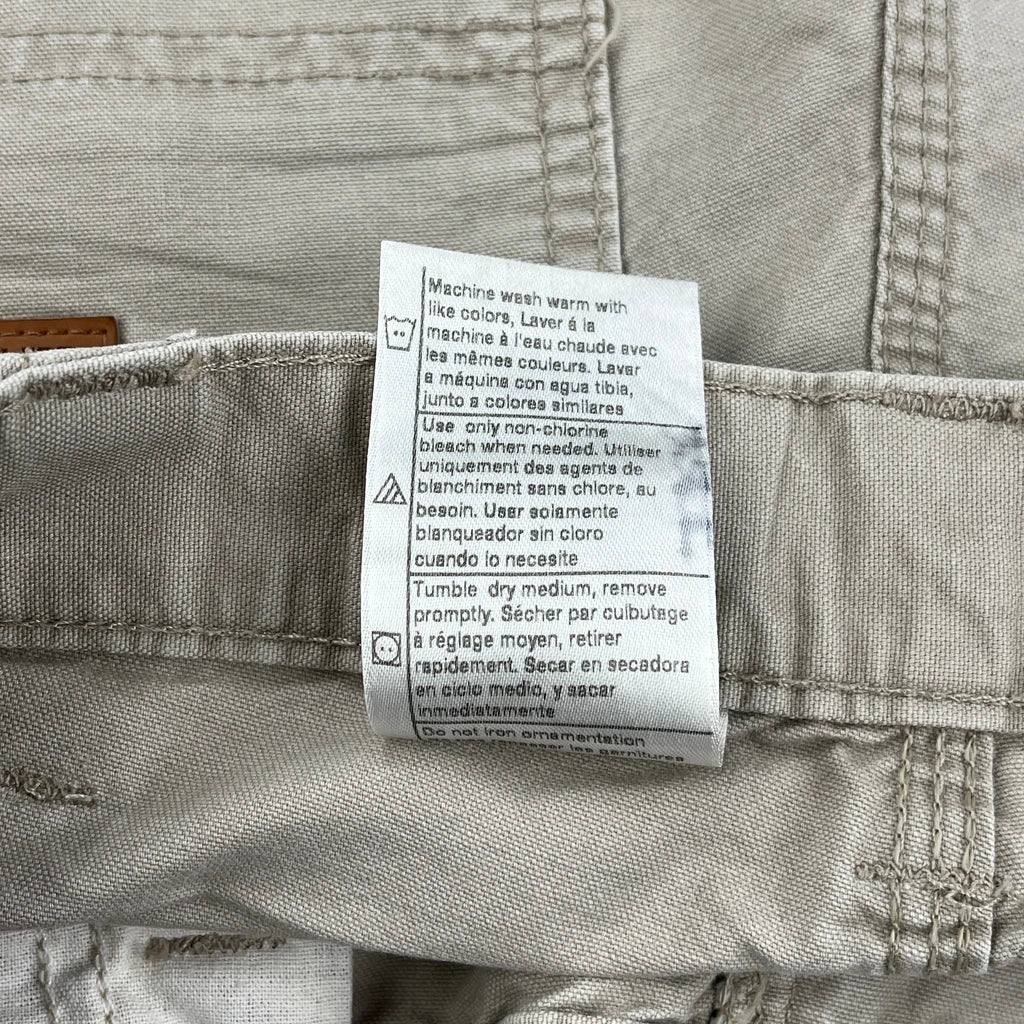 Machine wash warm with
like colors, Laver á la
machine à l'eau chaude avec
les mêmes couleurs. Lavar
a máquina con agua tibia,
junto a colores similares
Use only non-chlorine
bleach when needed. Utiliser
uniquement des agents de
blanchiment sans chlore, au
besoin. Usar solamente
blanqueador sin cloro
cuando lo necesite
Tumble dry medium, remove
promptly. Sécher par culbutage
à réglage moyen, retirer
rapidement. Secar en secadora
en ciclo medio, y sacar
inmediatamente
Do not iron ornamentation
repasser les garnitures